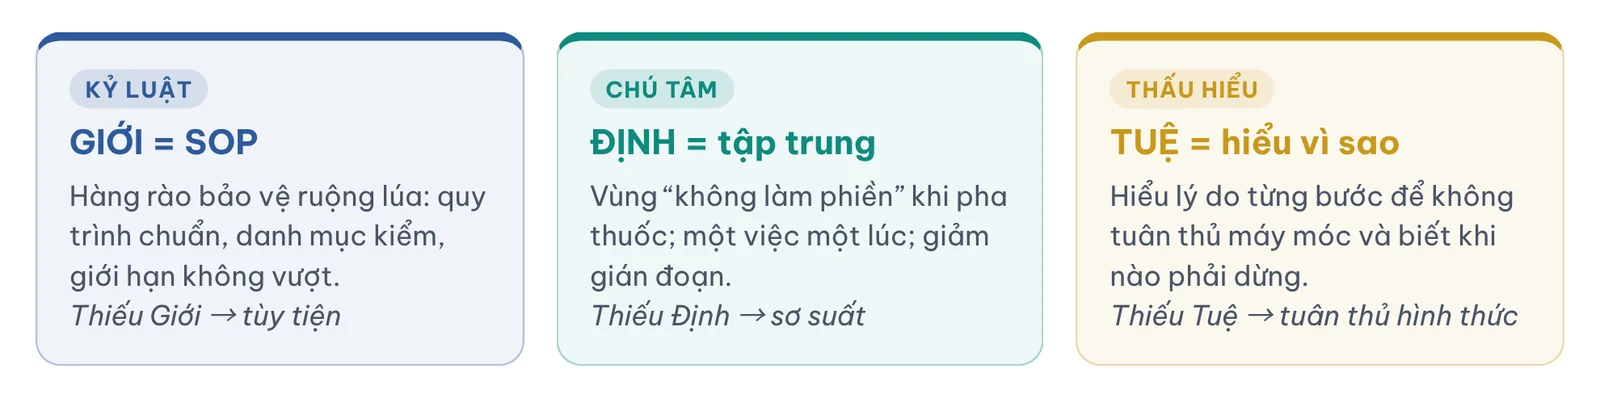 KỶ LUẬT
GIỚI = SOP
Hàng rào bảo vệ ruộng lúa: quy
trình chuẩn, danh mục kiểm,
giới hạn không vượt.
Thiếu Giới → tùy tiện
CHÚ TÂM
ĐỊNH = tập trung
Vùng “không làm phiền” khi pha
thuốc; một việc một lúc; giảm
gián đoạn.
Thiếu Định → sơ suất
THẤU HIỂU
TUỆ = hiểu vì sao
Hiểu lý do từng bước để không
tuân thủ máy móc và biết khi
nào phải dừng.
Thiếu Tuệ → tuân thủ hình thức